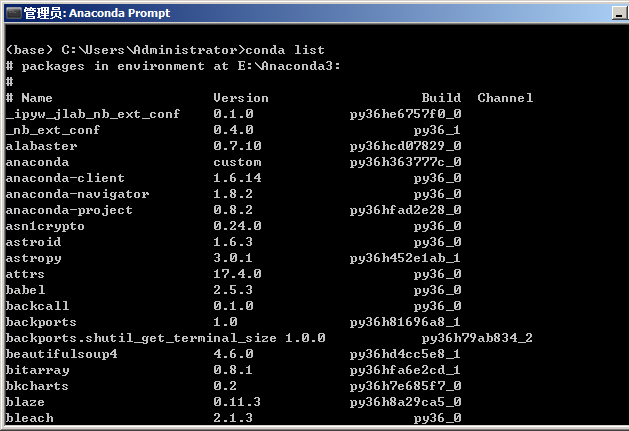 管理员: Anaconda Prompt
(base) C:\Users\Administrator>conda list
# packages in environment at E:\Anaconda3:
#
# Name Version Build Channel
_ipyw_jlab_nb_ext_conf 0.1.0 py36he6757f0_0
_nb_ext_conf 0.4.0 py36_1
alabaster 0.7.10 py36hcd07829_0
anaconda custom py36h363777c_0
anaconda-client 1.6.14 py36_0
anaconda-navigator 1.8.2 py36_0
anaconda-project 0.8.2 py36hfad2e28_0
asn1crypto 0.24.0 py36_0
astroid 1.6.3 py36_0
astropy 3.0.1 py36h452e1ab_1
attrs 17.4.0 py36_0
babel 2.5.3 py36_0
backcall 0.1.0 py36_0
backports 1.0 py36h81696a8_1
backports.shutil_get_terminal_size 1.0.0 py36h79ab834_2
beautifulsoup4 4.6.0 py36hd4cc5e8_1
bitarray 0.8.1 py36hfa6e2cd_1
bkcharts 0.2 py36h7e685f7_0
blaze 0.11.3 py36h8a29ca5_0
bleach 2.1.3 py36_0